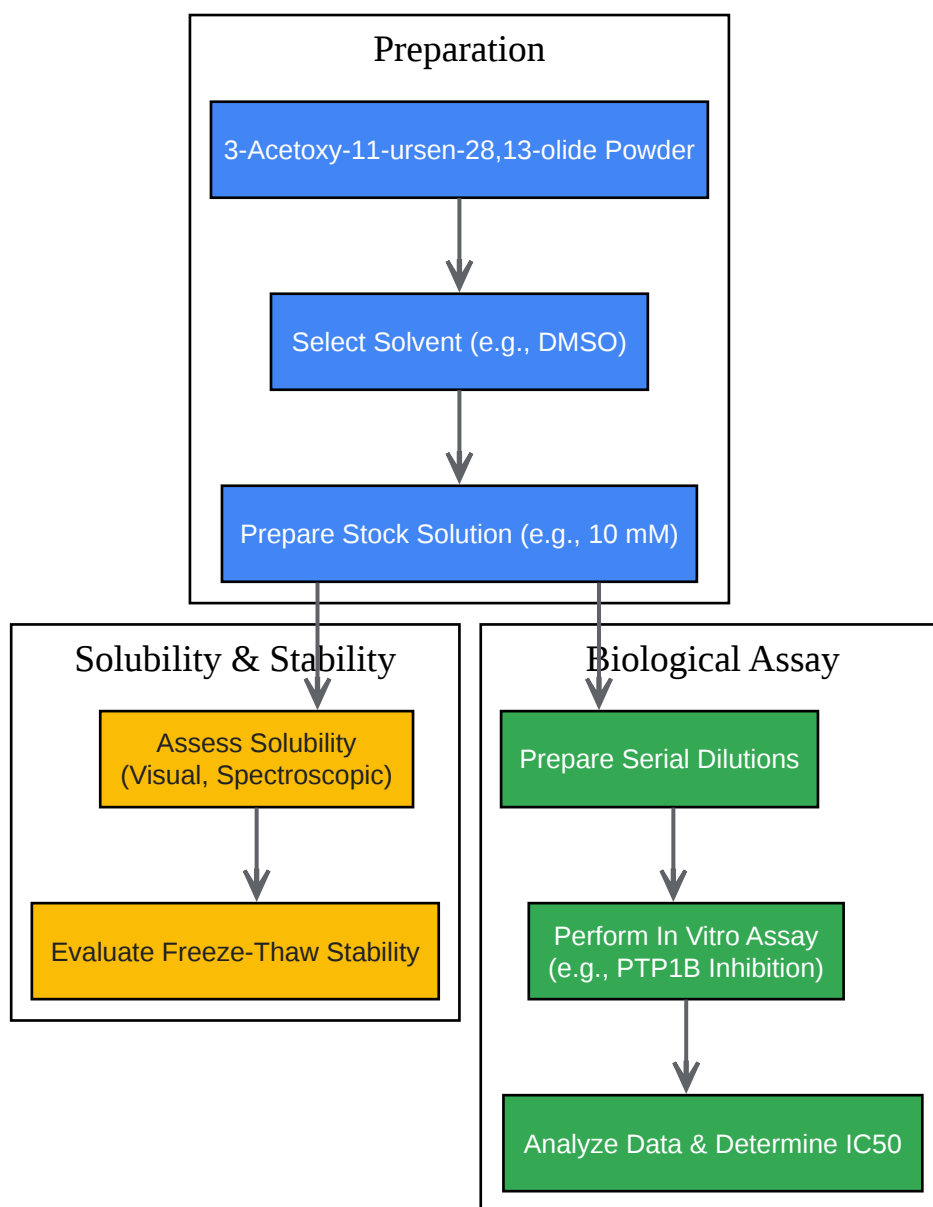 Preparation
3-Acetoxy-11-ursen-28,13-olide Powder
Select Solvent (e.g., DMSO)
Prepare Stock Solution (e.g., 10 mM)
Solubility & Stability
Assess Solubility
(Visual, Spectroscopic)
Evaluate Freeze-Thaw Stability
Biological Assay
Prepare Serial Dilutions
Perform In Vitro Assay
(e.g., PTP1B Inhibition)
Analyze Data & Determine IC50